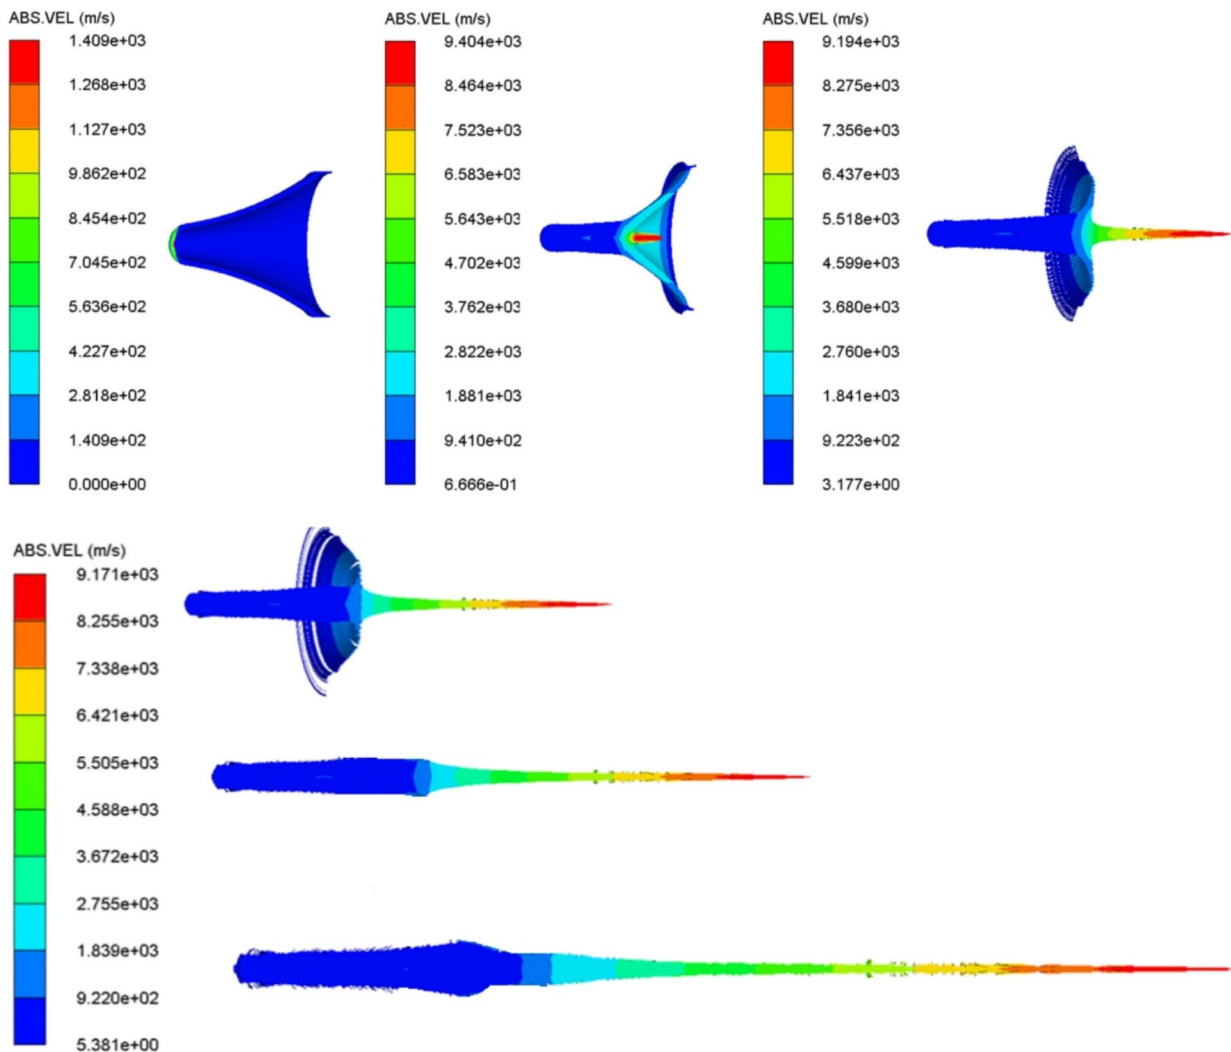 ABS.VEL (m/s)
1.409e+03
1.268e+03
1.127e+03
9.862e+02
8.454e+02
7.045e+02
5.636e+02
4.227e+02
2.818e+02
1.409e+02
0.000e+00
ABS.VEL (m/s)
9.404e+03
8.464e+03
7.523e+03
6.583e+03
5.643e+03
4.702e+03
3.762e+03
2.822e+03
1.881e+03
9.410e+02
6.666e-01
ABS.VEL (m/s)
9.194e+03
8.275e+03
7.356e+03
6.437e+03
5.518e+03
4.599e+03
3.680e+03
2.760e+03
1.841e+03
9.223e+02
3.177e+00
ABS.VEL (m/s)
9.171e+03
8.255e+03
7.338e+03
6.421e+03
5.505e+03
4.588e+03
3.672e+03
2.755e+03
1.839e+03
9.220e+02
5.381e+00